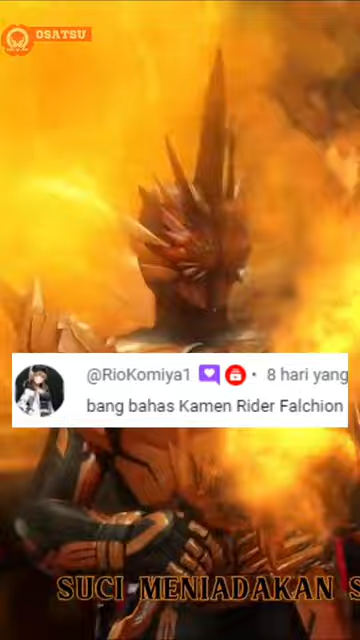 OSATSU
@RioKomiya1 • 8 hari yang
bang bahas Kamen Rider Falchion
SUCI MENIADAKAN S